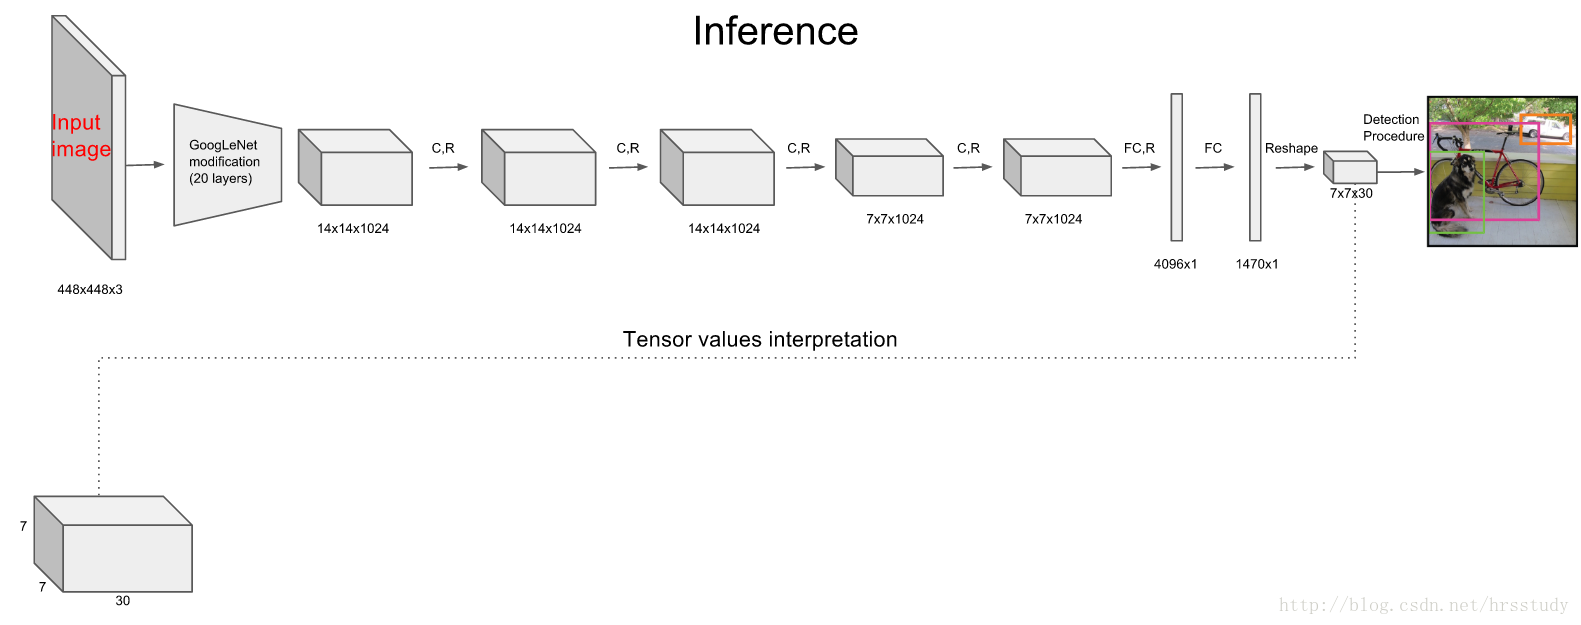 Inference
Input
image
GoogLeNet
modification
(20 layers)
C,R
C,R
C,R
C,R
FC,R
FC
Reshape
Detection
Procedure
448x448x3
14x14x1024
14x14x1024
14x14x1024
7x7x1024
7x7x1024
4096x1
1470x1
7x7x30
Tensor values interpretation
7
7
30
http://blog.csdn.net/hrsstudy